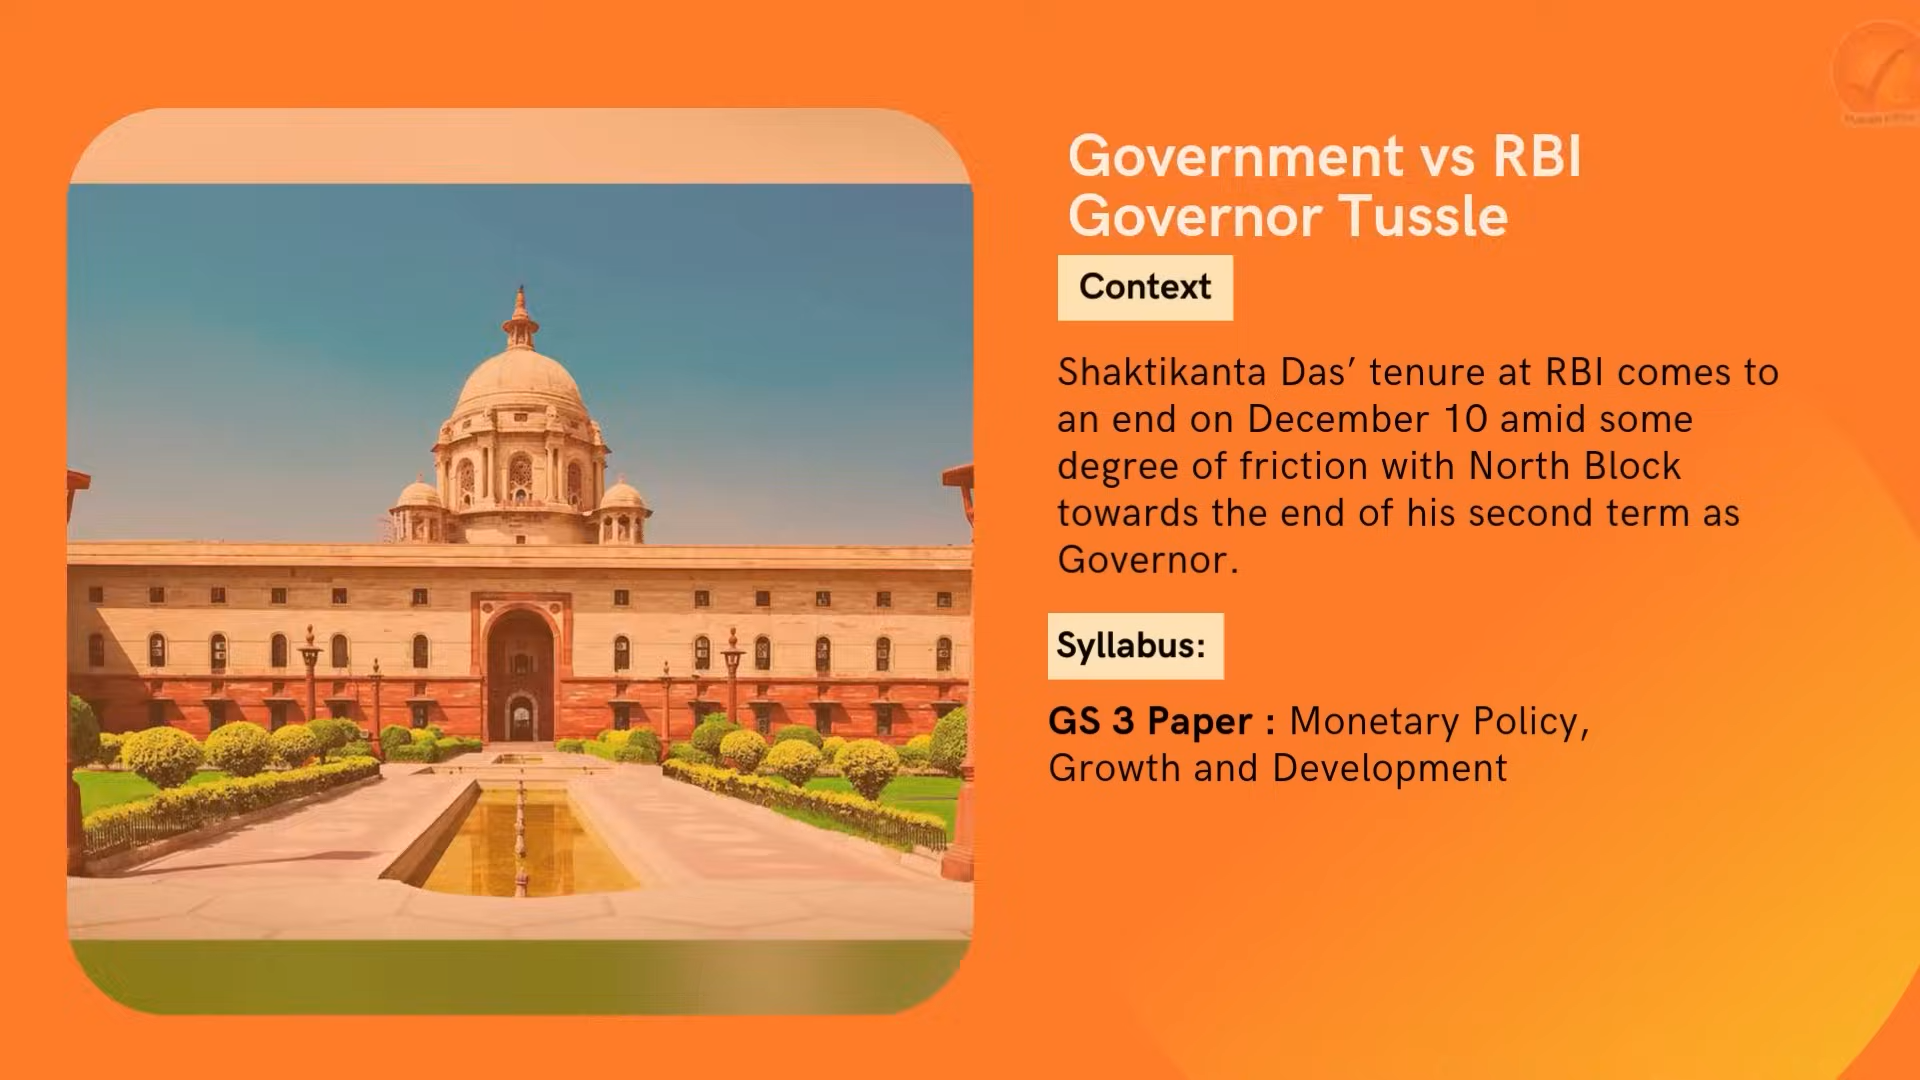 Government vs RBI
Governor Tussle
Context
Shaktikanta Das’ tenure at RBI comes to
an end on December 10 amid some
degree of friction with North Block
towards the end of his second term as
Governor.
Syllabus:
GS 3 Paper : Monetary Policy,
Growth and Development